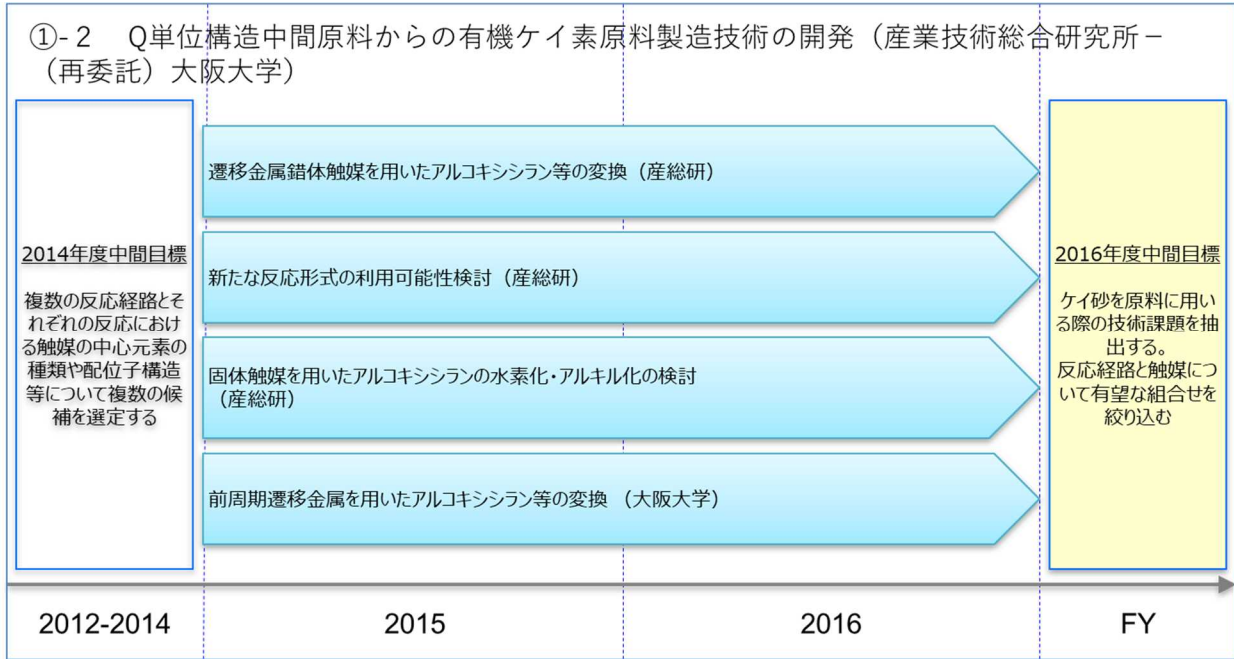 ①-２　Q単位構造中間原料からの有機ケイ素原料製造技術の開発（産業技術総合研究所－
（再委託）大阪大学）
2014年度中間目標
複数の反応経路とそ
れぞれの反応におけ
る触媒の中心元素の
種類や配位子構造
等について複数の候
補を選定する
遷移金属錯体触媒を用いたアルコキシシラン等の変換（産総研）
新たな反応形式の利用可能性検討（産総研）
固体触媒を用いたアルコキシシランの水素化・アルキル化の検討
（産総研）
前周期遷移金属を用いたアルコキシシラン等の変換 （大阪大学）
2016年度中間目標
ケイ砂を原料に用い
る際の技術課題を抽
出する。
反応経路と触媒につ
いて有望な組合せを
絞り込む
2012-2014
2015
2016
FY